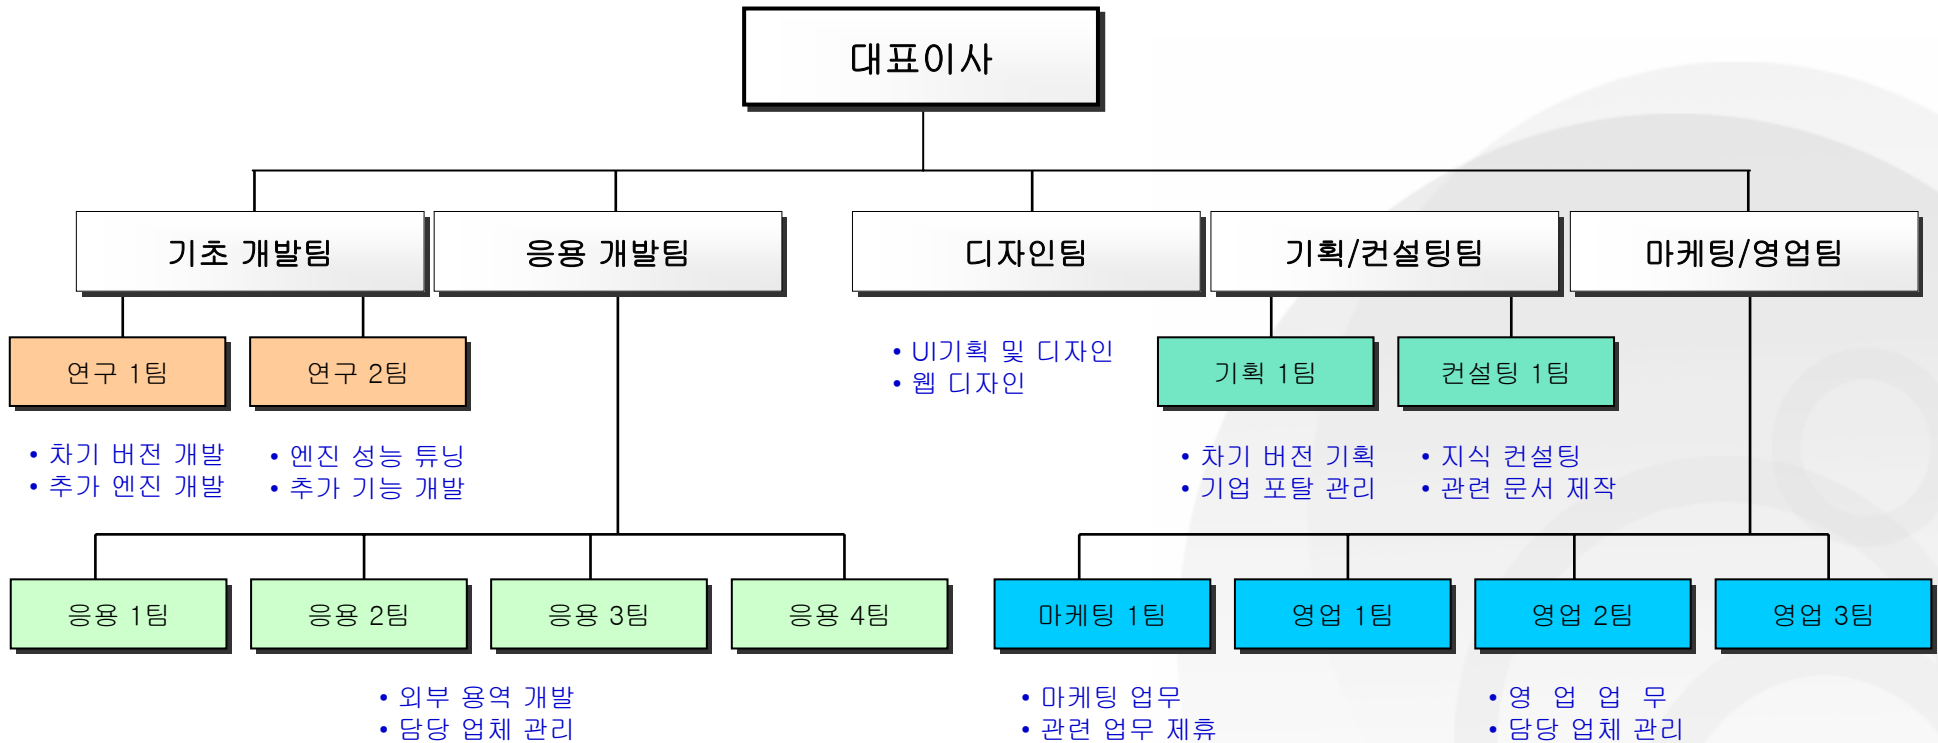 대표이사
기초 개발팀
응용 개발팀
디자인팀
기획/컨설팅팀
마케팅/영업팀
연구 1팀
연구 2팀
• UI기획 및 디자인
• 웹 디자인
기획 1팀
컨설팅 1팀
• 차기 버전 개발
• 추가 엔진 개발
• 엔진 성능 튜닝
• 추가 기능 개발
• 차기 버전 기획
• 기업 포탈 관리
• 지식 컨설팅
• 관련 문서 제작
응용 1팀
응용 2팀
응용 3팀
응용 4팀
마케팅 1팀
영업 1팀
영업 2팀
영업 3팀
• 외부 용역 개발
• 담당 업체 관리
• 마케팅 업무
• 관련 업무 제휴
• 영 업 업 무
• 담당 업체 관리